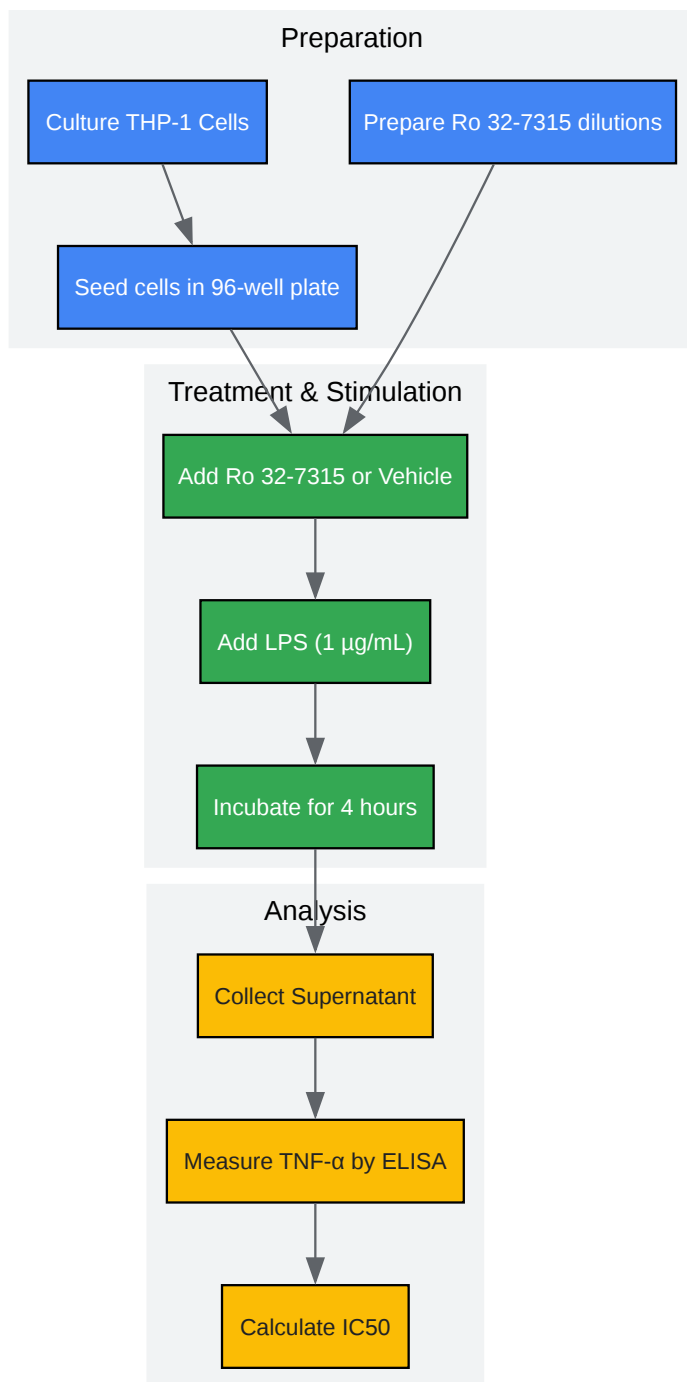 Preparation
Culture THP-1 Cells
Prepare Ro 32-7315 dilutions
Seed cells in 96-well plate
Treatment & Stimulation
Add Ro 32-7315 or Vehicle
Add LPS (1 µg/mL)
Incubate for 4 hours
Analysis
Collect Supernatant
Measure TNF-α by ELISA
Calculate IC50